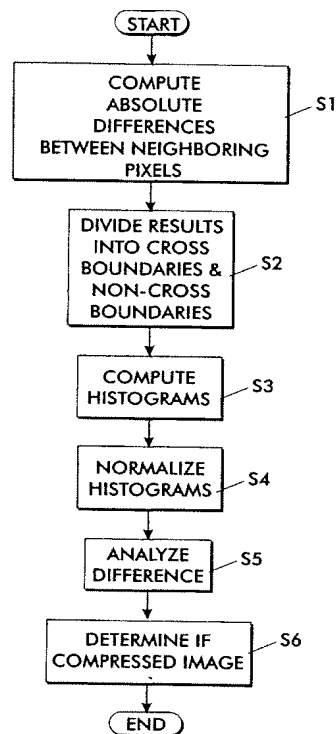 START
COMPUTE
ABSOLUTE
DIFFERENCES
BETWEEN NEIGHBORING
PIXELS
S1
DIVIDE RESULTS
INTO CROSS
BOUNDARIES &
NON-CROSS
BOUNDARIES
S2
COMPUTE
HISTOGRAMS
S3
NORMALIZE
HISTOGRAMS
S4
ANALYZE
DIFFERENCE
S5
DETERMINE IF
COMPRESSED IMAGE
S6
END